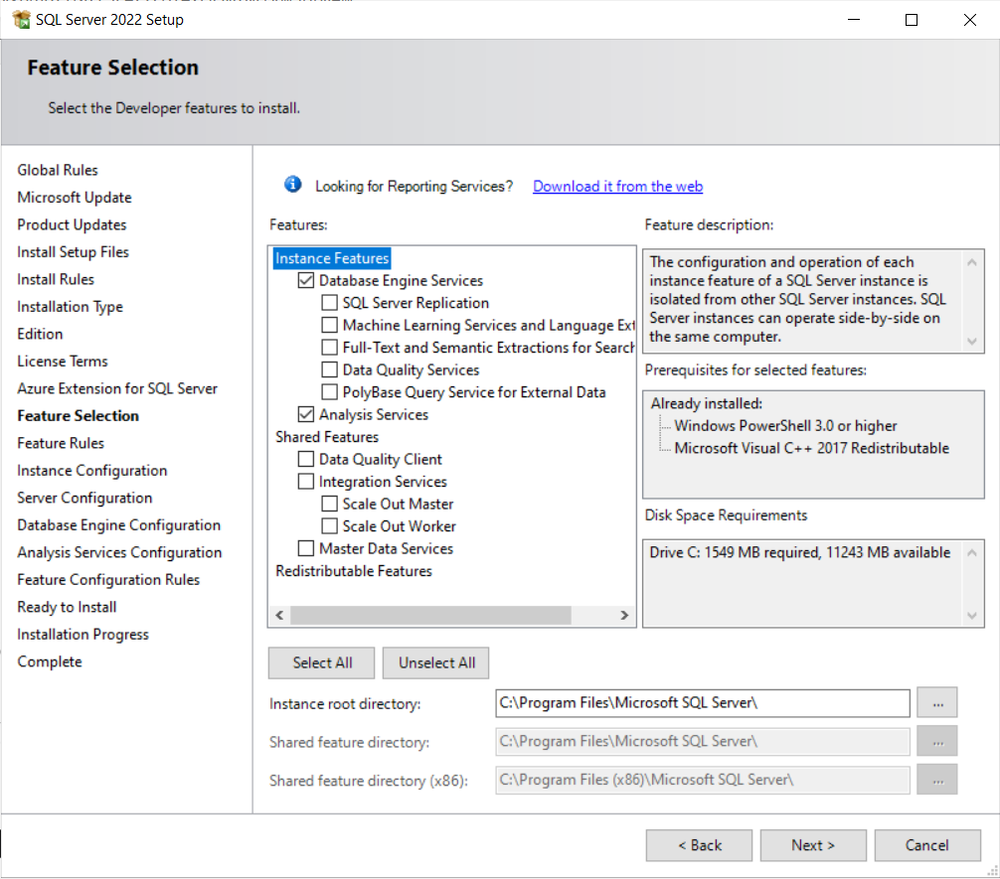 SQL Server 2022 Setup
Feature Selection
Select the Developer features to install.
Global Rules
Microsoft Update
Product Updates
Install Setup Files
Install Rules
Installation Type
Edition
License Terms
Azure Extension for SQL Server
Feature Selection
Feature Rules
Instance Configuration
Server Configuration
Database Engine Configuration
Analysis Services Configuration
Feature Configuration Rules
Ready to Install
Installation Progress
Complete
Looking for Reporting Services? Download it from the web
Features:
Instance Features
Database Engine Services
SQL Server Replication
Machine Learning Services and Language Ext
Full-Text and Semantic Extractions for Search
Data Quality Services
PolyBase Query Service for External Data
Analysis Services
Shared Features
Data Quality Client
Integration Services
Scale Out Master
Scale Out Worker
Master Data Services
Redistributable Features
Feature description:
The configuration and operation of each
instance feature of a SQL Server instance is
isolated from other SQL Server instances. SQL
Server instances can operate side-by-side on
the same computer.
Prerequisites for selected features:
Already installed:
Windows PowerShell 3.0 or higher
Microsoft Visual C++ 2017 Redistributable
Disk Space Requirements
Drive C: 1549 MB required, 11243 MB available
Select All
Unselect All
Instance root directory: C:\Program Files\Microsoft SQL Server\ ...
Shared feature directory: C:\Program Files\Microsoft SQL Server\ ...
Shared feature directory (x86): C:\Program Files (x86)\Microsoft SQL Server\ ...
< Back
Next >
Cancel